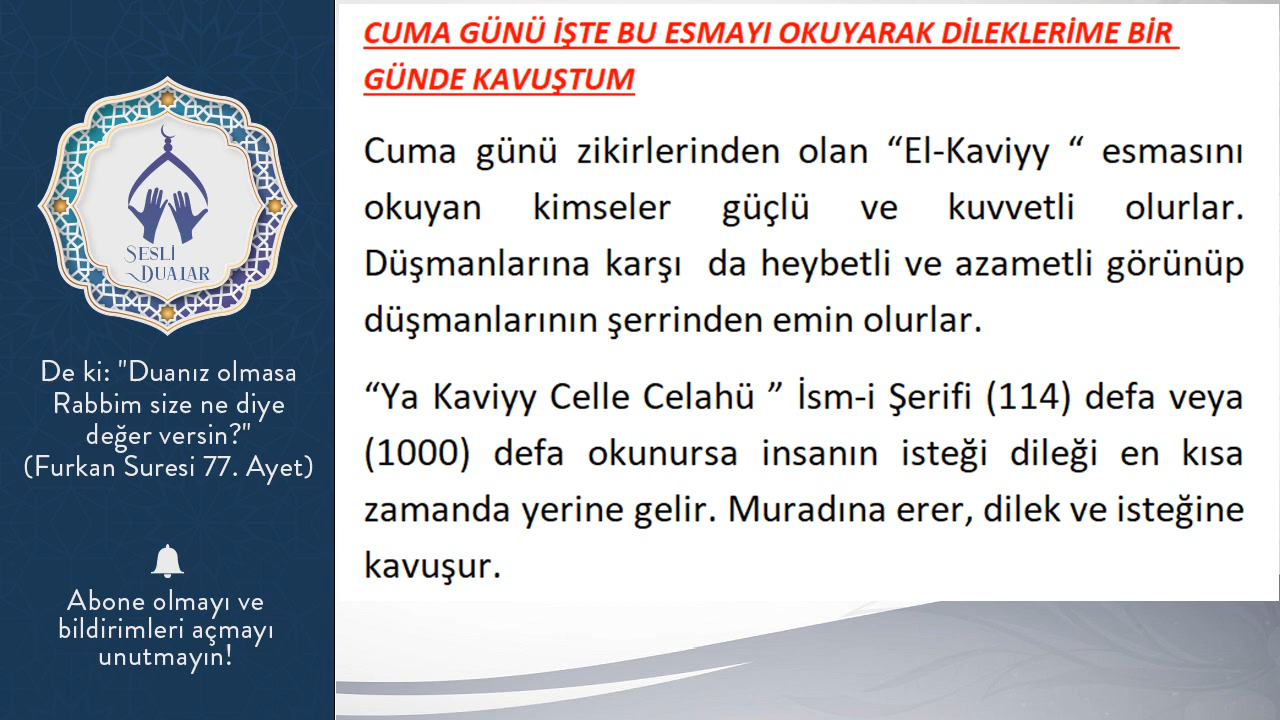 SESLİ
DUALAR
De ki: "Duanız olmasa
Rabbim size ne diye
değer versin?"
(Furkan Suresi 77. Ayet)
Abone olmayı ve
bildirimleri açmayı
unutmayın!
CUMA GÜNÜ İŞTE BU ESMAYI OKUYARAK DİLEKLERİME BİR
GÜNDE KAVUŞTUM
Cuma günü zikirlerinden olan “El-Kaviyy “ esmasını
okuyan kimseler güçlü ve kuvvetli olurlar.
Düşmanlarına karşı da heybetli ve azametli görünüp
düşmanlarının şerrinden emin olurlar.
“Ya Kaviyy Celle Celahü ” İsm-i Şerifi (114) defa veya
(1000) defa okunursa insanın isteği dileği en kısa
zamanda yerine gelir. Muradına erer, dilek ve isteğine
kavuşur.